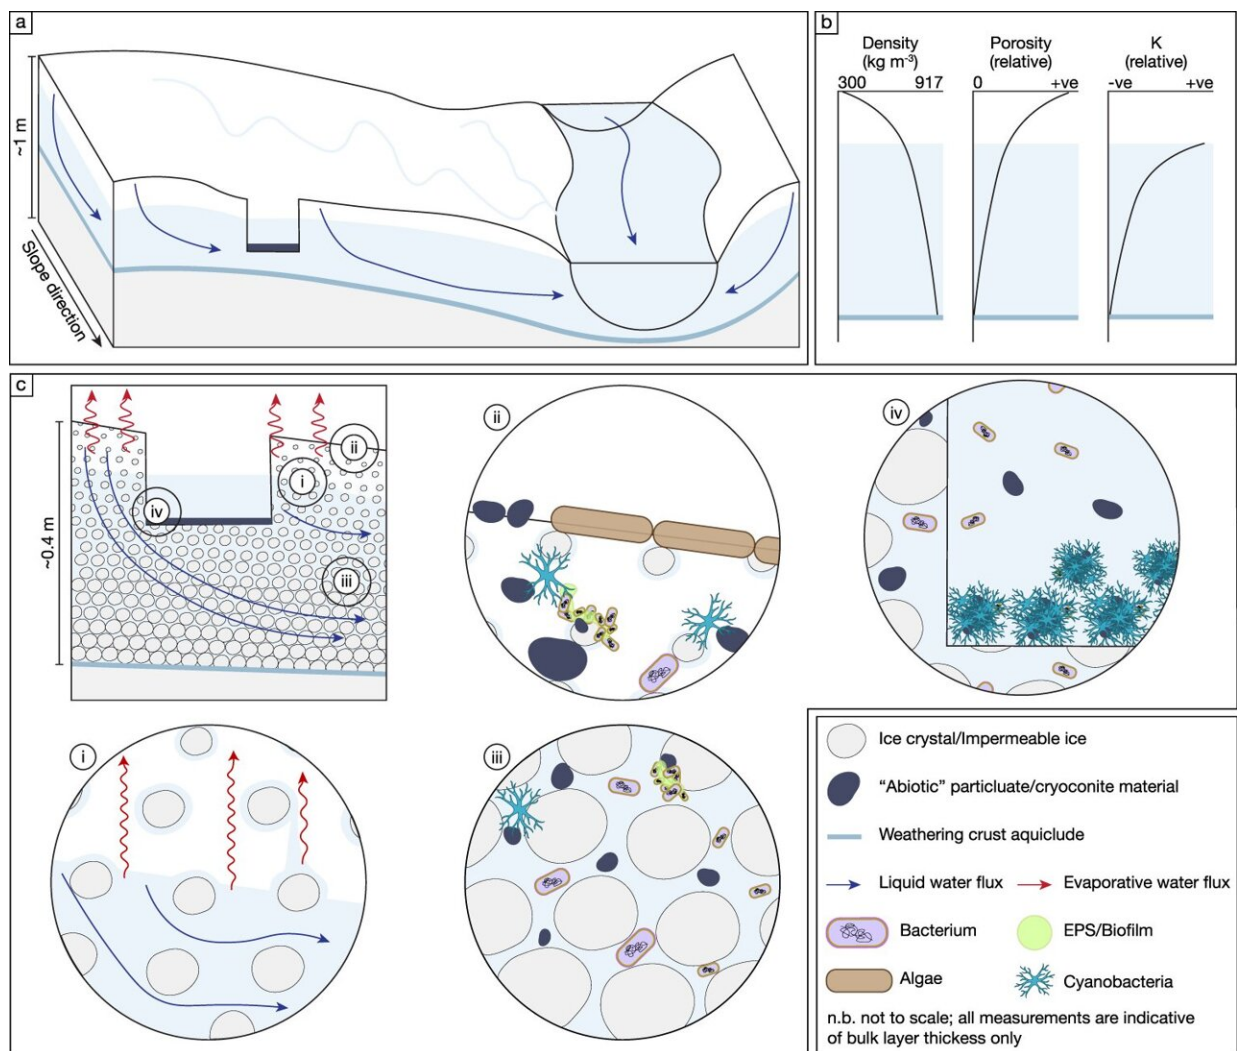 a
~1 m
Slope direction
b
Density
(kg m⁻³)
300 917
Porosity
(relative)
0 +ve
K
(relative)
-ve +ve
c
~0.4 m
i
ii
iii
iv
ii
iv
i
iii
Ice crystal/Impermeable ice
“Abiotic” particluate/cryoconite material
Weathering crust aquiclude
Liquid water flux
Evaporative water flux
Bacterium
EPS/Biofilm
Algae
Cyanobacteria
n.b. not to scale; all measurements are indicative
of bulk layer thickess only